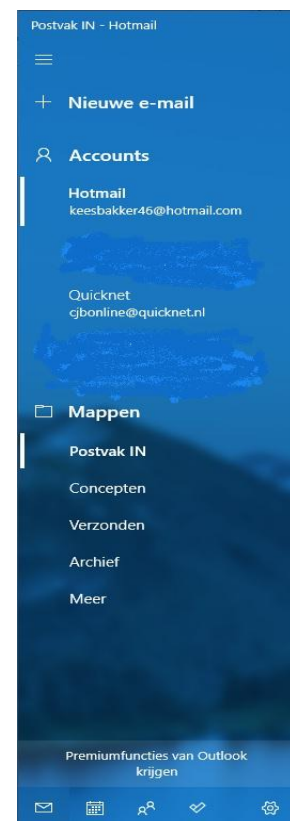 Postvak IN - Hotmail
Nieuwe e-mail
Accounts
Hotmail
keesbakker46@hotmail.com
Quicknet
cjbonline@quicknet.nl
Mappen
Postvak IN
Concepten
Verzonden
Archief
Meer
Premiumfuncties van Outlook
krijgen